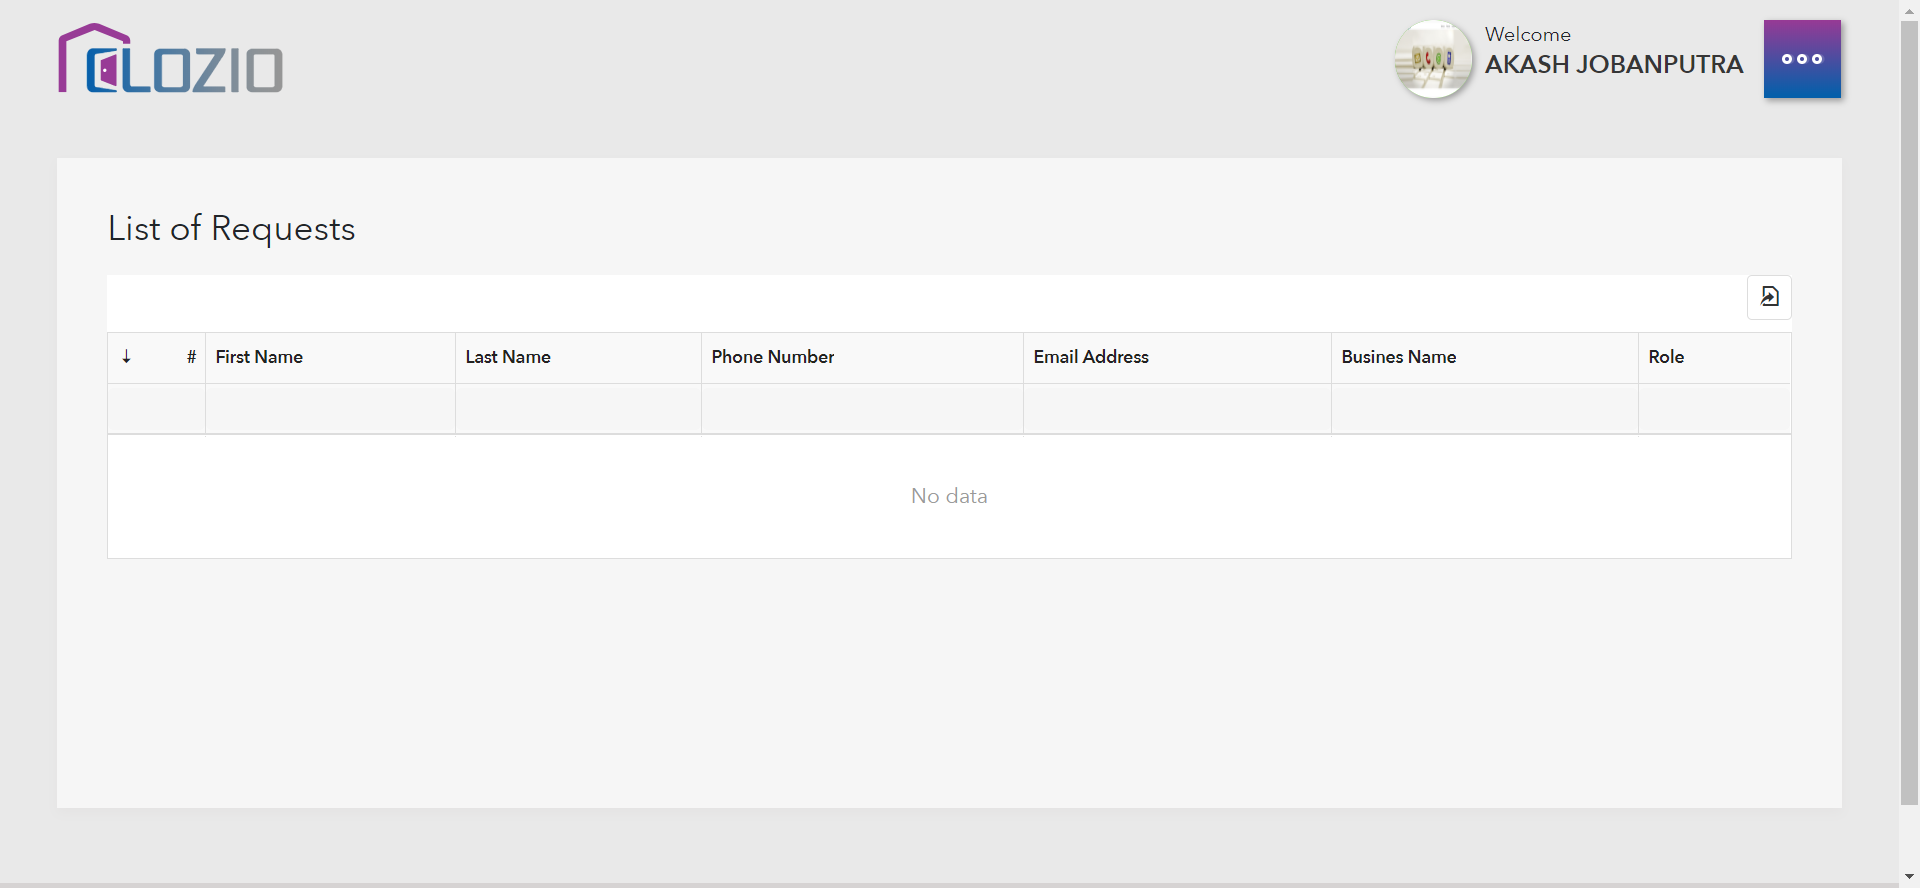 CLOZIO
Welcome
AKASH JOBANPUTRA
List of Requests
# First Name Last Name Phone Number Email Address Busines Name Role
No data